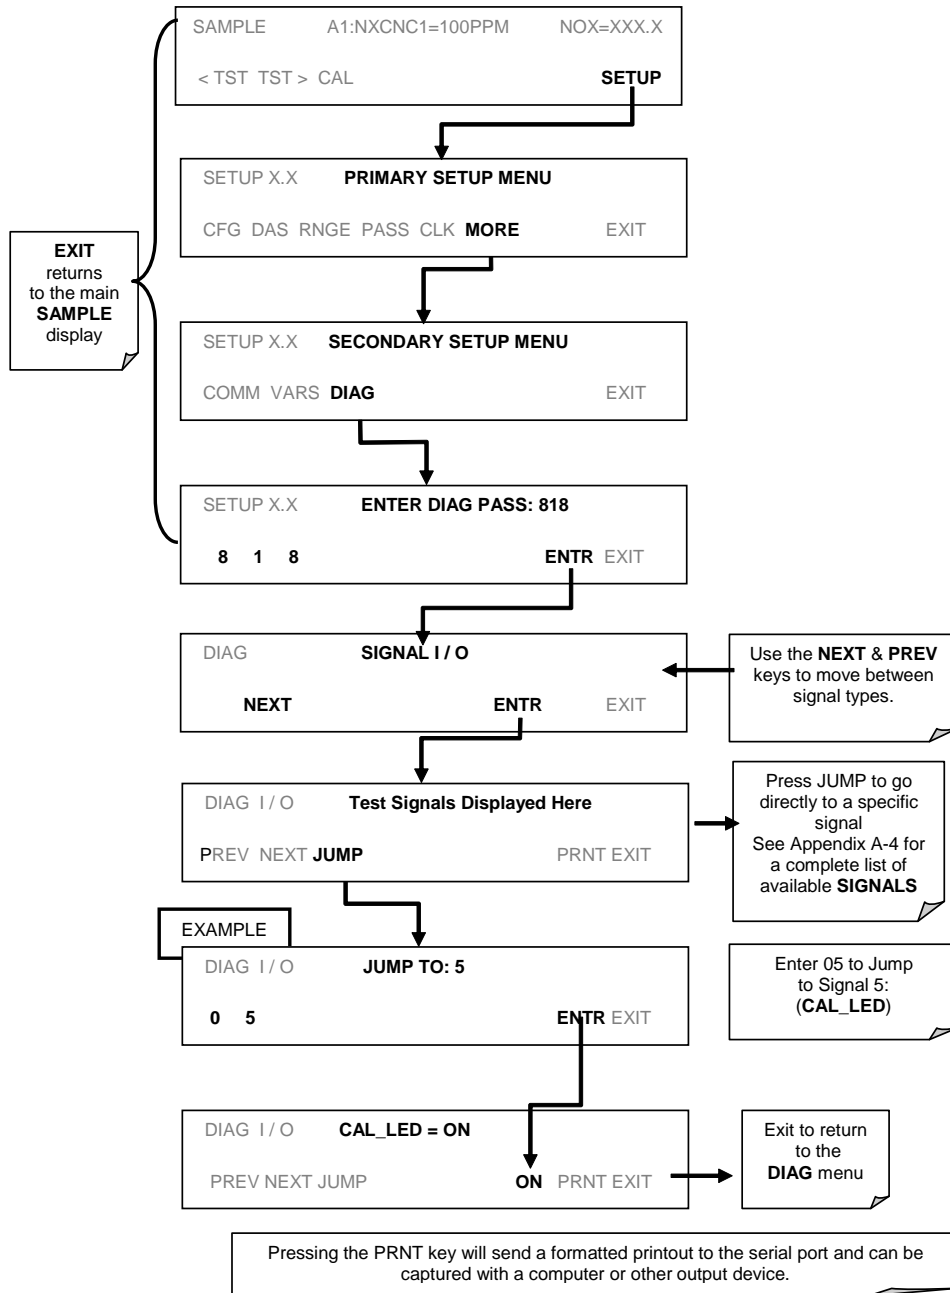 SAMPLE A1:NXCNC1=100PPM NOX=XXX.X
< TST TST > CAL SETUP
SETUP X.X PRIMARY SETUP MENU
CFG DAS RNGE PASS CLK MORE EXIT
EXIT
returns
to the main
SAMPLE
display
SETUP X.X SECONDARY SETUP MENU
COMM VARS DIAG EXIT
SETUP X.X ENTER DIAG PASS: 818
8 1 8 ENTR EXIT
DIAG SIGNAL I / O
NEXT ENTR EXIT
Use the NEXT & PREV
keys to move between
signal types.
DIAG I / O Test Signals Displayed Here
PREV NEXT JUMP PRNT EXIT
Press JUMP to go
directly to a specific
signal
See Appendix A-4 for
a complete list of
available SIGNALS
EXAMPLE
DIAG I / O JUMP TO: 5
0 5 ENTR EXIT
Enter 05 to Jump
to Signal 5:
(CAL_LED)
DIAG I / O CAL_LED = ON
PREV NEXT JUMP ON PRNT EXIT
Exit to return
to the
DIAG menu
Pressing the PRNT key will send a formatted printout to the serial port and can be
captured with a computer or other output device.